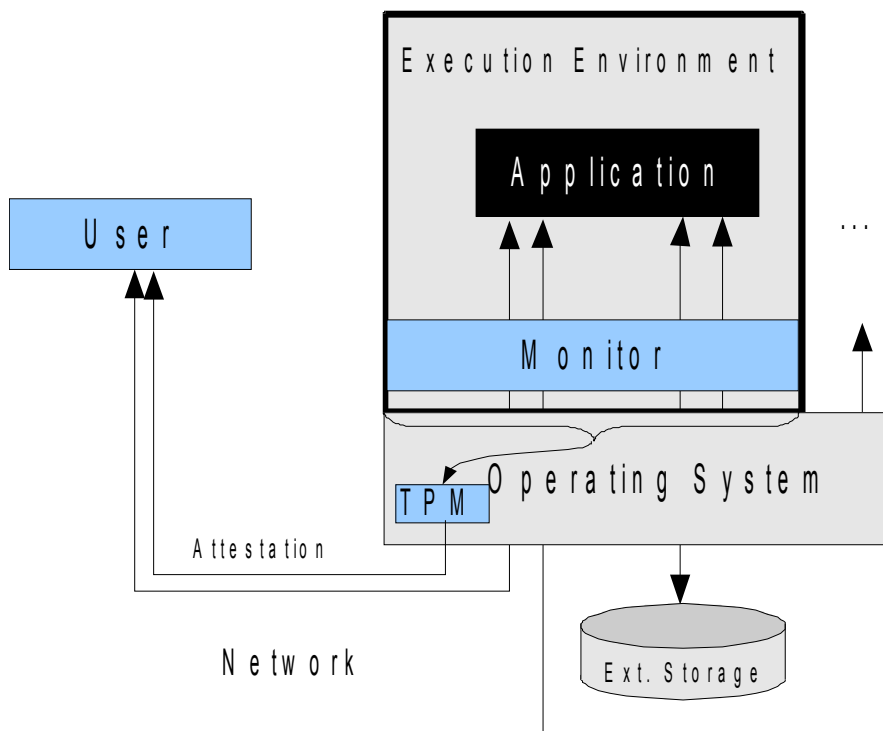 Execution Environment
Application
User
...
Monitor
Operating System
TPM
Attestation
Network
Ext. Storage